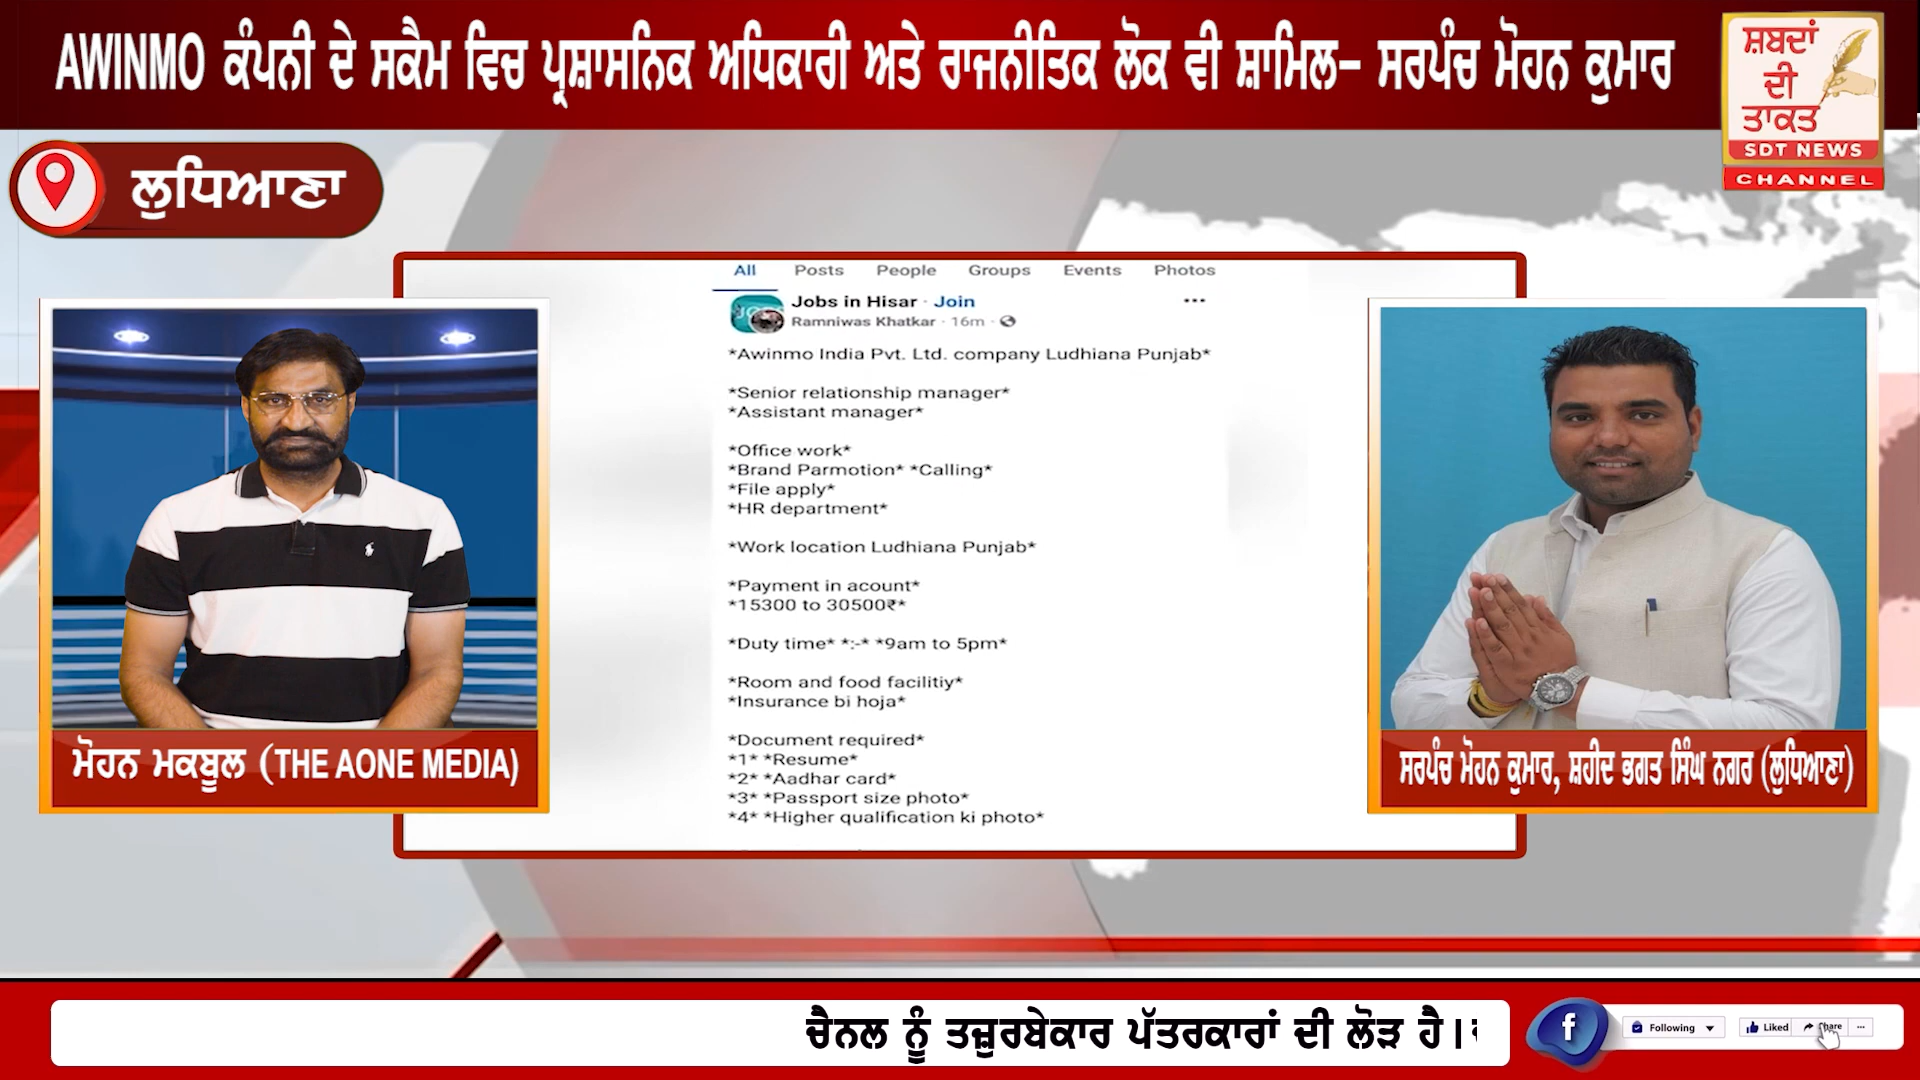 AWINMO ਕੰਪਨੀ ਦੇ ਸਕੈਮ ਵਿਚ ਪ੍ਰਸ਼ਾਸਨਿਕ ਅਧਿਕਾਰੀ ਅਤੇ ਰਾਜਨੀਤਿਕ ਲੋਕ ਵੀ ਸ਼ਾਮਿਲ- ਸਰਪੰਚ ਮੋਹਨ ਕੁਮਾਰ
ਸ਼ਬਦਾਂ
ਦੀ
ਤਾਕਤ
SDT NEWS
CHANNEL
ਲੁਧਿਆਣਾ
All Posts People Groups Events Photos
Jobs in Hisar · Join
Ramniwas Khatkar · 16m ·
*Awinmo India Pvt. Ltd. company Ludhiana Punjab*
*Senior relationship manager*
*Assistant manager*
*Office work*
*Brand Parmotion* *Calling*
*File apply*
*HR department*
*Work location Ludhiana Punjab*
*Payment in acount*
*15300 to 30500₹*
*Duty time* *:-* *9am to 5pm*
*Room and food facilitiy*
*Insurance bi hoja*
*Document required*
*1* *Resume*
*2* *Aadhar card*
*3* *Passport size photo*
*4* *Higher qualification ki photo*
ਮੋਹਨ ਮਕਬੂਲ (THE AONE MEDIA)
ਸਰਪੰਚ ਮੋਹਨ ਕੁਮਾਰ, ਸ਼ਹੀਦ ਭਗਤ ਸਿੰਘ ਨਗਰ (ਲੁਧਿਆਣਾ)
ਚੈਨਲ ਨੂੰ ਤਜ਼ੁਰਬੇਕਾਰ ਪੱਤਰਕਾਰਾਂ ਦੀ ਲੋੜ ਹੈ।
f Following Liked Share